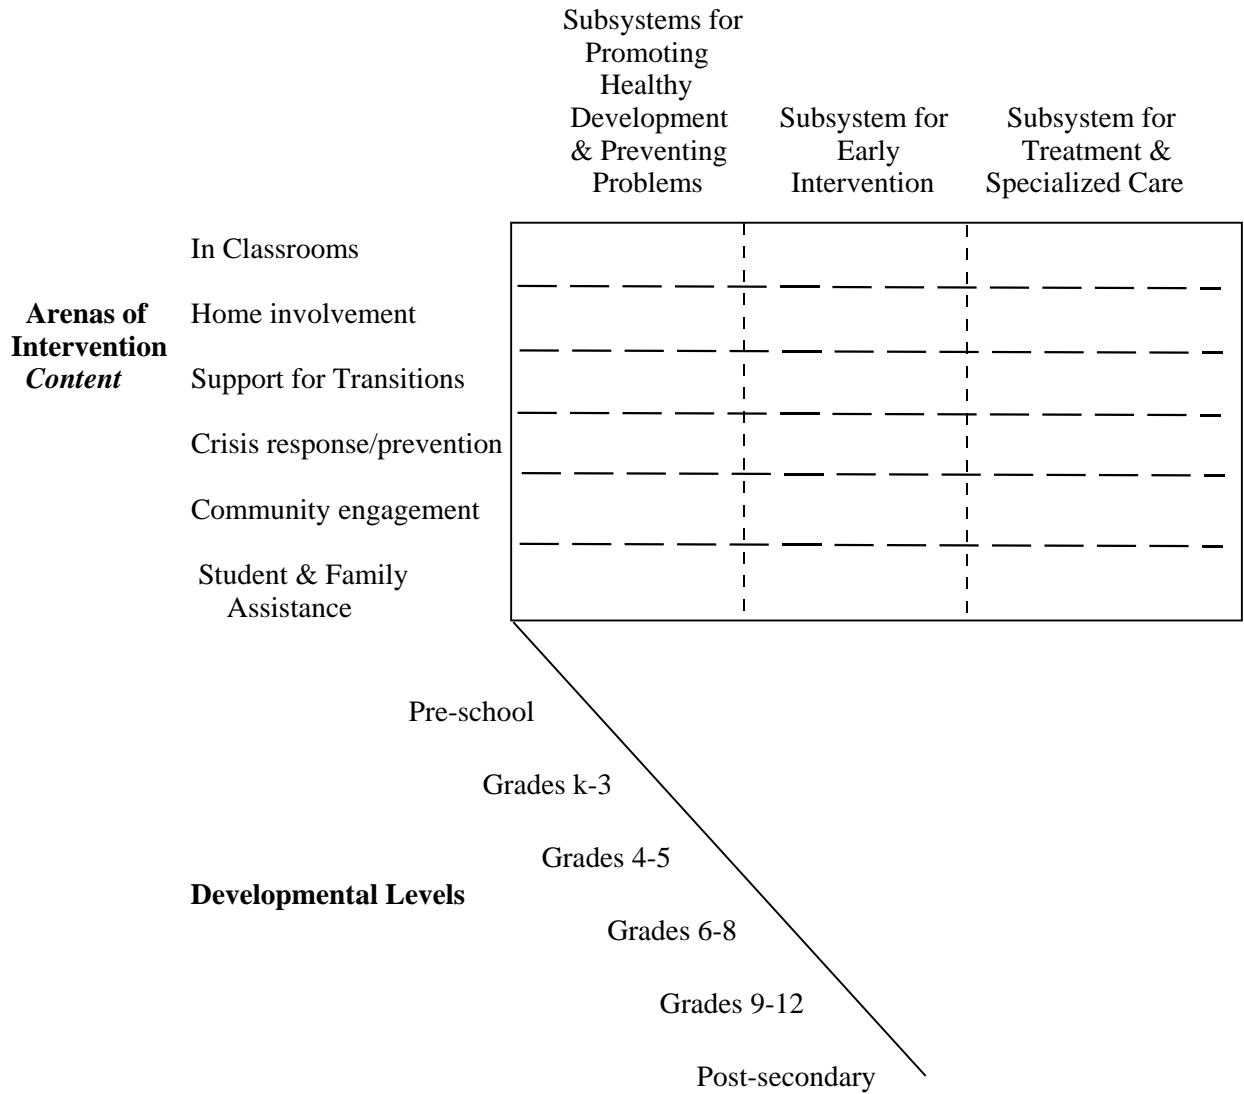 Subsystems for
Promoting
Healthy
Development
& Preventing
Problems
Subsystem for
Early
Intervention
Subsystem for
Treatment &
Specialized Care
Arenas of
Intervention
Content
In Classrooms
Home involvement
Support for Transitions
Crisis response/prevention
Community engagement
Student & Family
Assistance
Developmental Levels
Pre-school
Grades k-3
Grades 4-5
Grades 6-8
Grades 9-12
Post-secondary